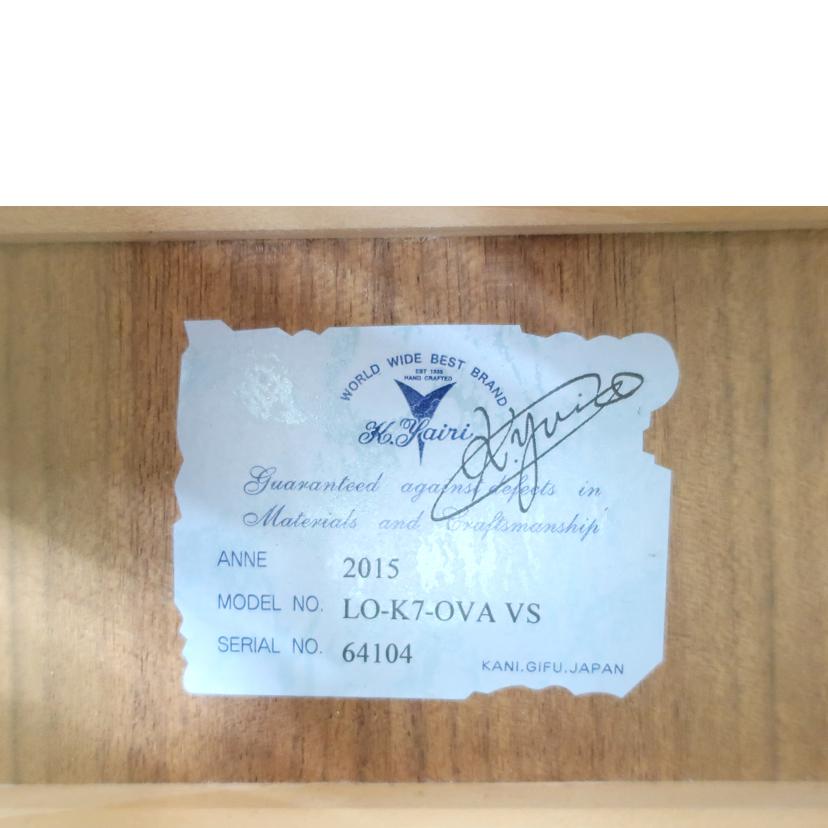 WORLD WIDE BEST BRAND
EST 1935
HAND CRAFTED
K.Yairi
K.Yairi
Guaranteed against defects in
Materials and Craftsmanship
ANNE 2015
MODEL NO. LO-K7-OVA VS
SERIAL NO. 64104
KANI.GIFU.JAPAN